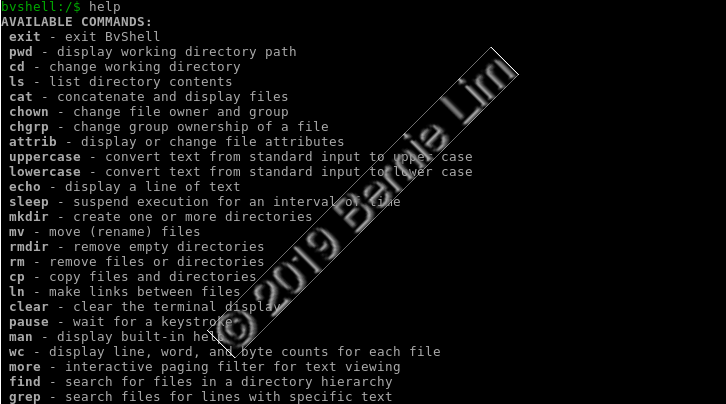 bvshell:/$ help
AVAILABLE COMMANDS:
exit - exit BvShell
pwd - display working directory path
cd - change working directory
ls - list directory contents
cat - concatenate and display files
chown - change file owner and group
chgrp - change group ownership of a file
attrib - display or change file attributes
uppercase - convert text from standard input to upper case
lowercase - convert text from standard input to lower case
echo - display a line of text
sleep - suspend execution for an interval of time
mkdir - create one or more directories
mv - move (rename) files
rmdir - remove empty directories
rm - remove files or directories
cp - copy files and directories
ln - make links between files
clear - clear the terminal display
pause - wait for a keystroke
man - display built-in help
wc - display line, word, and byte counts for each file
more - interactive paging filter for text viewing
find - search for files in a directory hierarchy
grep - search files for lines with specific text
© 2019 Bernie Lim